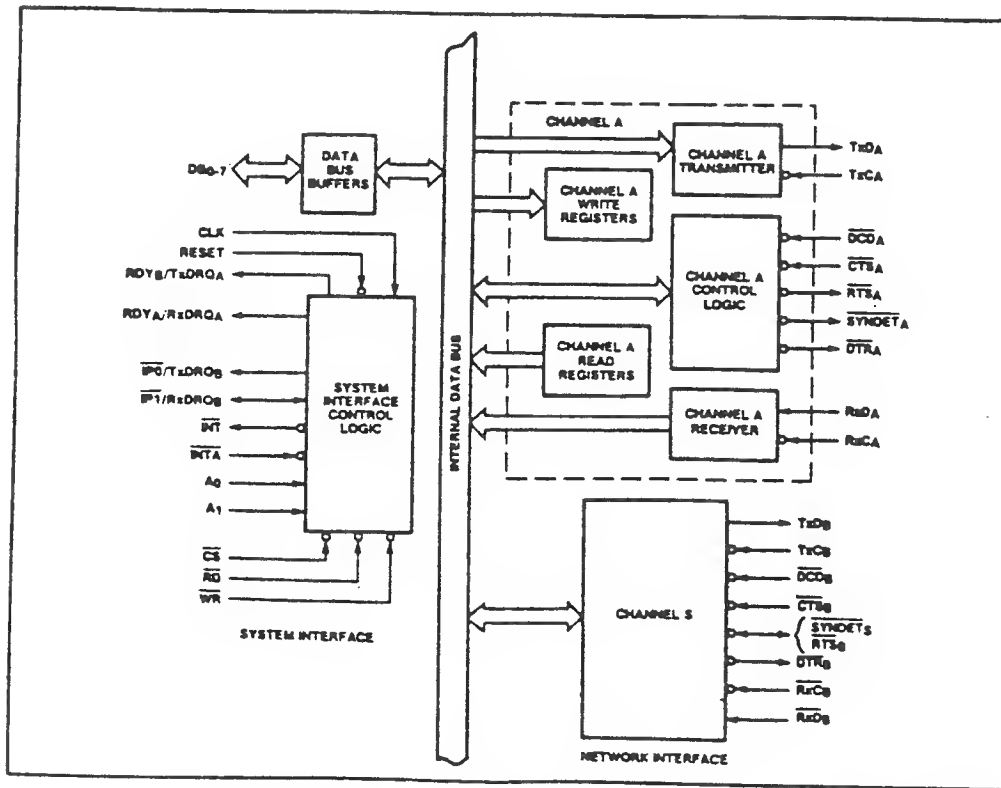 DB0-7
DATA
BUS
BUFFERS
CLK
RESET
RDYB/TxDRQA
RDYA/RxDRQA
IP0/TxDRQB
IP1/RxDRQB
INT
INTA
A0
A1
CS
RD
WR
SYSTEM
INTERFACE
CONTROL
LOGIC
SYSTEM INTERFACE
INTERNAL DATA BUS
CHANNEL A
CHANNEL A
TRANSMITTER
TxDA
TxCA
CHANNEL A
WRITE
REGISTERS
CHANNEL A
CONTROL
LOGIC
DCDA
CTSA
RTSA
SYNDETA
DTRA
CHANNEL A
READ
REGISTERS
CHANNEL A
RECEIVER
RxDA
RxCA
CHANNEL S
TxDB
TxCB
DCDB
CTSB
SYNDETS
RTSB
DTRB
RxCB
RxDB
NETWORK INTERFACE